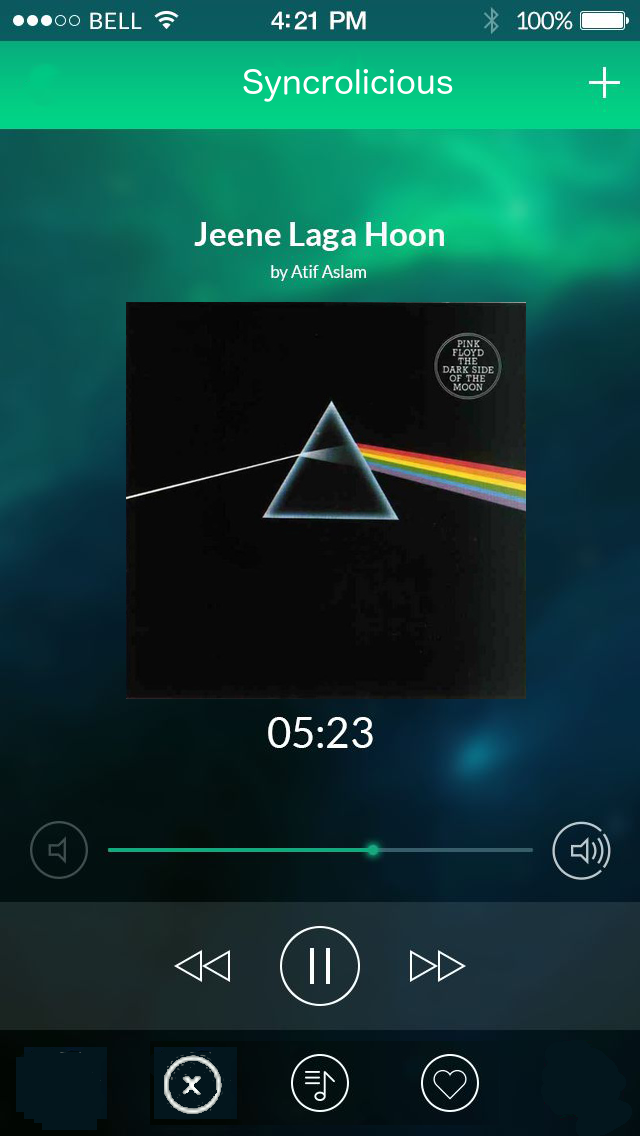 BELL 4:21 PM 100%
Syncrolicious
Jeene Laga Hoon
by Atif Aslam
PINK
FLOYD
THE
DARK SIDE
OF THE
MOON
05:23